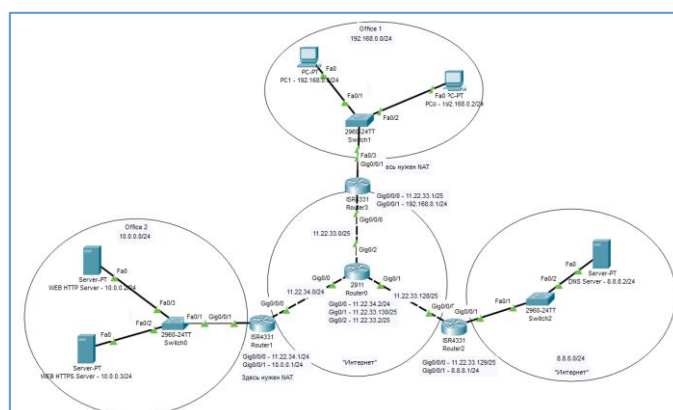 Office 1
192.168.0.0/24
Fa0
PC-PT
Fa0/1
Fa0
PC-PT
PC0 - 192.168.0.2/24
Fa0/2
2960-24TT
Switch1
Fa0/3
Gig0/0/1
здесь нужен NAT
ISR4331
Router3
Gig0/0/0 - 11.22.33.1/25
Gig0/0/1 - 192.168.0.1/24
Gig0/0/0
11.22.33.0/25
Gig0/2
2911
Router0
Gig0/0
Gig0/1
11.22.34.0/24
11.22.33.128/25
Gig0/0 - 11.22.34.2/24
Gig0/1 - 11.22.33.130/25
Gig0/2 - 11.22.33.2/25
"Интернет"
Office 2
10.0.0.0/24
Server-PT
WEB HTTP Server - 10.0.0.2/24
Fa0
Fa0/3
Fa0/2
Fa0/1
Gig0/0/1
Gig0/0/0
2960-24TT
Switch0
Fa0
Server-PT
WEB HTTPS Server - 10.0.0.3/24
ISR4331
Router1
Gig0/0/0 - 11.22.34.1/24
Gig0/0/1 - 10.0.0.1/24
Здесь нужен NAT
Server-PT
DNS Server - 8.8.8.2/24
Fa0
Fa0/2
Fa0/1
2960-24TT
Switch2
Gig0/0/1
ISR4331
Router2
Gig0/0/0 - 11.22.33.129/25
Gig0/0/1 - 8.8.8.1/24
8.8.8.0/24
"Интернет"